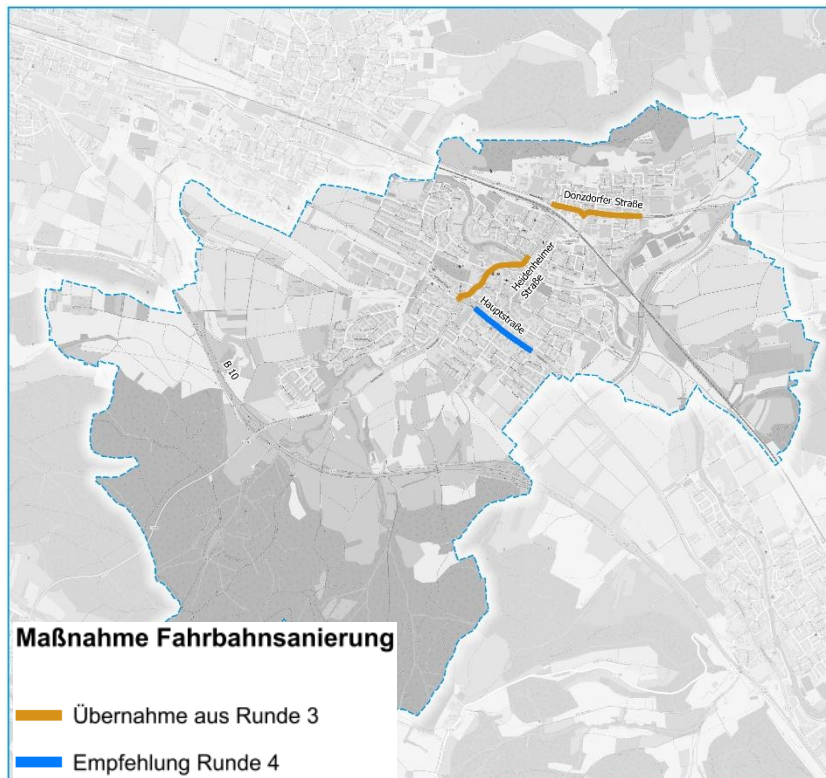 Donzdorfer Straße
Heidenheimer
Straße
Hauptstraße
B 10
Maßnahme Fahrbahnsanierung
Übernahme aus Runde 3
Empfehlung Runde 4